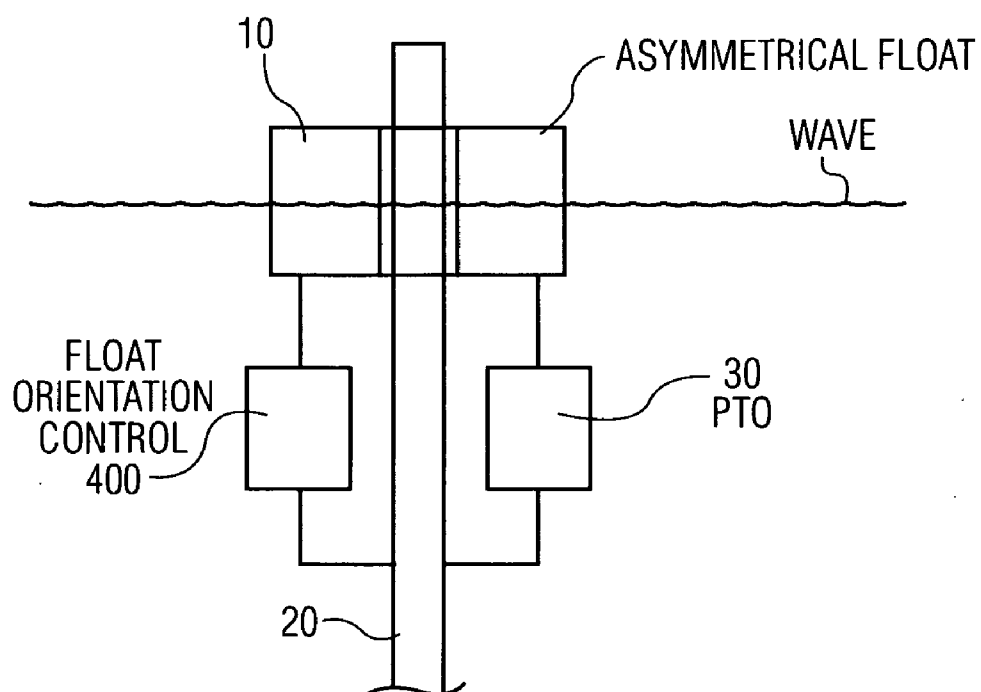 10
ASYMMETRICAL FLOAT
WAVE
FLOAT
ORIENTATION
CONTROL
400
30
PTO
20